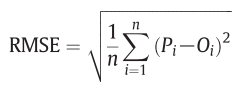 RMSE = √(1/n ∑_{i=1}^{n} (P_i − O_i)²)